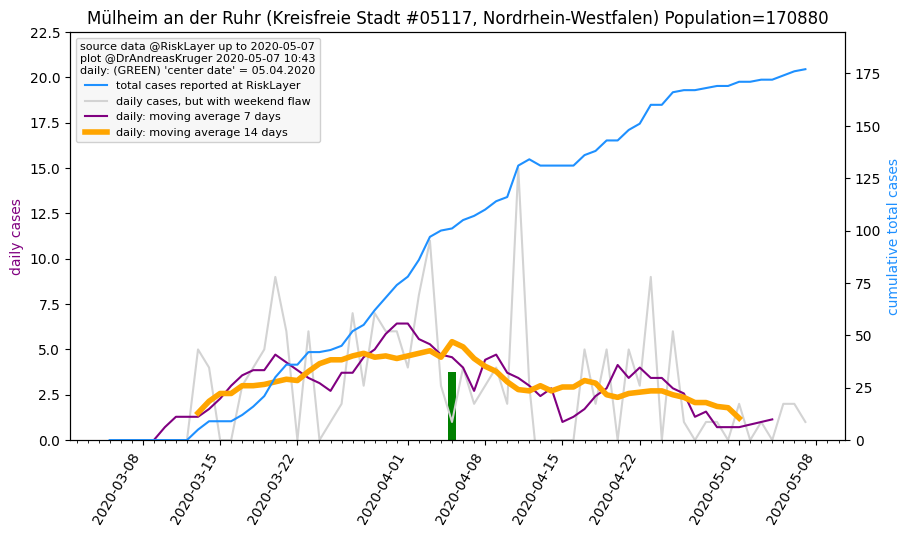 Mülheim an der Ruhr (Kreisfreie Stadt #05117, Nordrhein-Westfalen) Population=170880
source data @RiskLayer up to 2020-05-07
plot @DrAndreasKruger 2020-05-07 10:43
daily: (GREEN) 'center date' = 05.04.2020
total cases reported at RiskLayer
daily cases, but with weekend flaw
daily: moving average 7 days
daily: moving average 14 days
daily cases
22.5
20.0
17.5
15.0
12.5
10.0
7.5
5.0
2.5
0.0
175
150
125
100
75
50
25
0
cumulative total cases
2020-03-08
2020-03-15
2020-03-22
2020-04-01
2020-04-08
2020-04-15
2020-04-22
2020-05-01
2020-05-08